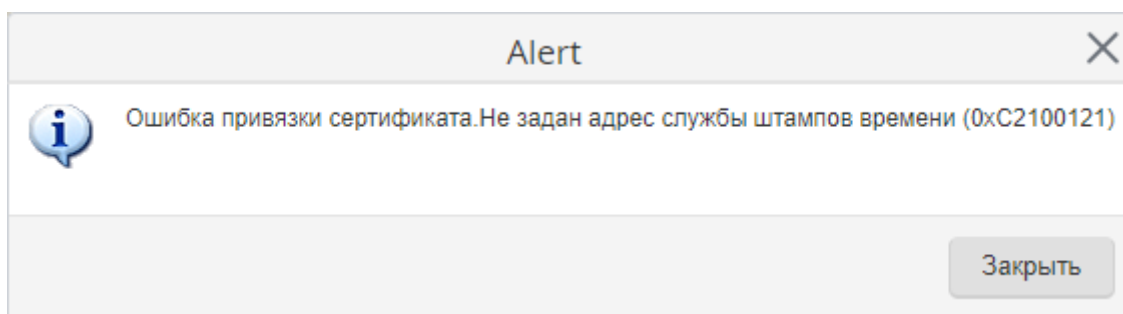 Alert
Ошибка привязки сертификата.Не задан адрес службы штампов времени (0xC2100121)
Закрыть